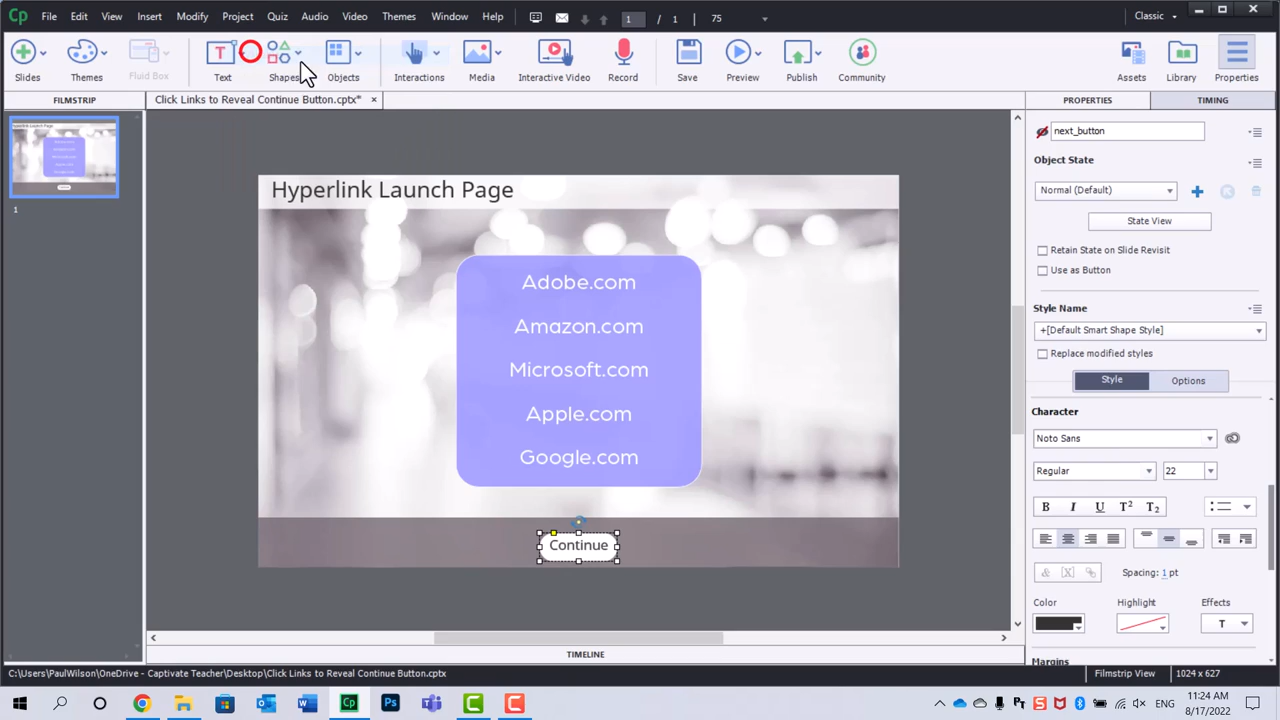 Cp File Edit View Insert Modify Project Quiz Audio Video Themes Window Help 1 / 1 75 Classic
Slides Themes Fluid Box Text Shapes Objects Interactions Media Interactive Video Record Save Preview Publish Community Assets Library Properties
FILMSTRIP Click Links to Reveal Continue Button.cptx* × PROPERTIES TIMING
next_button
Object State
Normal (Default)
State View
Retain State on Slide Revisit
Use as Button
Style Name
+[Default Smart Shape Style]
Replace modified styles
Style Options
Character
Noto Sans
Regular 22
B I U T² T₂
Spacing: 1 pt
Color Highlight Effects
T
Margins
1
Hyperlink Launch Page
Adobe.com
Amazon.com
Microsoft.com
Apple.com
Google.com
Continue
TIMELINE
C:\Users\PaulWilson\OneDrive - Captivate Teacher\Desktop\Click Links to Reveal Continue Button.cptx Filmstrip View 1024 x 627
11:24 AM
8/17/2022